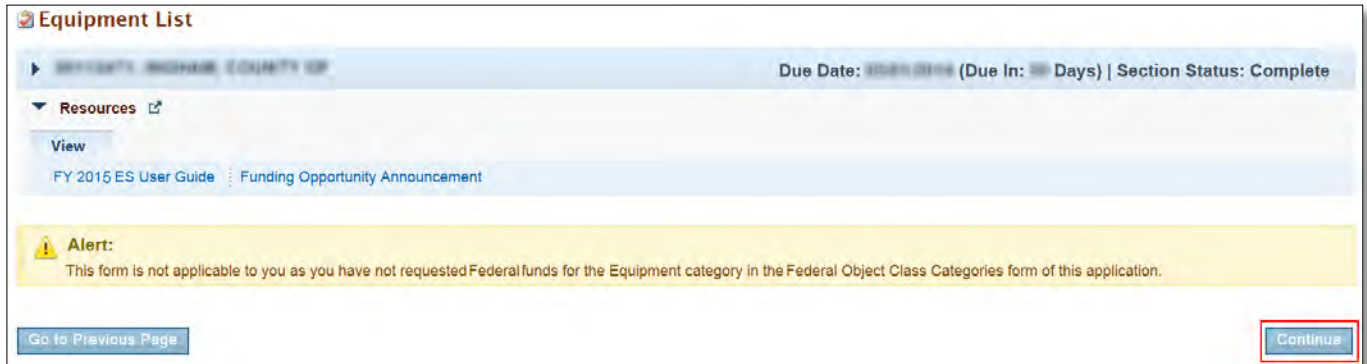 Equipment List
COUNTY OF
Due Date: (Due In: Days) | Section Status: Complete
Resources
View
FY 2015 ES User Guide Funding Opportunity Announcement
Alert:
This form is not applicable to you as you have not requested Federal funds for the Equipment category in the Federal Object Class Categories form of this application.
Go to Previous Page Continue